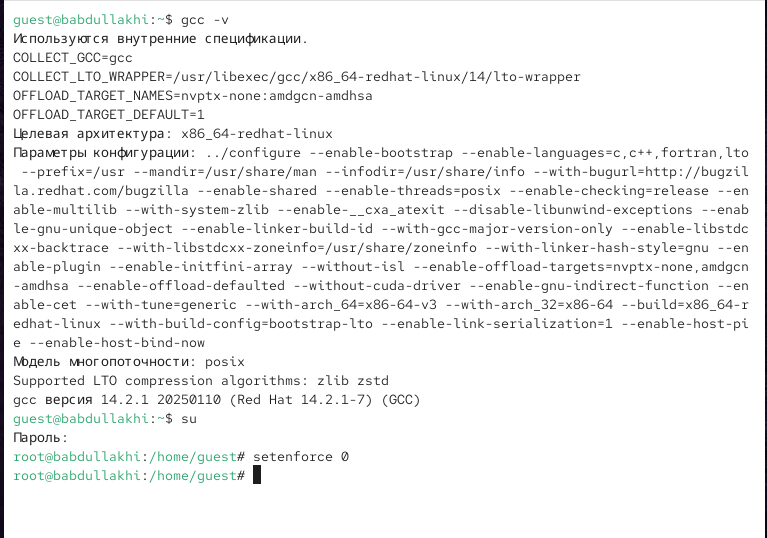 guest@babdullakhi:~$ gcc -v
Используются внутренние спецификации.
COLLECT_GCC=gcc
COLLECT_LTO_WRAPPER=/usr/libexec/gcc/x86_64-redhat-linux/14/lto-wrapper
OFFLOAD_TARGET_NAMES=nvptx-none:amdgcn-amdhsa
OFFLOAD_TARGET_DEFAULT=1
Целевая архитектура: x86_64-redhat-linux
Параметры конфигурации: ../configure --enable-bootstrap --enable-languages=c,c++,fortran,lto
 --prefix=/usr --mandir=/usr/share/man --infodir=/usr/share/info --with-bugurl=http://bugzil
la.redhat.com/bugzilla --enable-shared --enable-threads=posix --enable-checking=release --en
able-multilib --with-system-zlib --enable-__cxa_atexit --disable-libunwind-exceptions --enab
le-gnu-unique-object --enable-linker-build-id --with-gcc-major-version-only --enable-libstdc
xx-backtrace --with-libstdcxx-zoneinfo=/usr/share/zoneinfo --with-linker-hash-style=gnu --en
able-plugin --enable-initfini-array --without-isl --enable-offload-targets=nvptx-none,amdgcn
-amdhsa --enable-offload-defaulted --without-cuda-driver --enable-gnu-indirect-function --en
able-cet --with-tune=generic --with-arch_64=x86-64-v3 --with-arch_32=x86-64 --build=x86_64-r
edhat-linux --with-build-config=bootstrap-lto --enable-link-serialization=1 --enable-host-pi
e --enable-host-bind-now
Модель многопоточности: posix
Supported LTO compression algorithms: zlib zstd
gcc версия 14.2.1 20250110 (Red Hat 14.2.1-7) (GCC)
guest@babdullakhi:~$ su
Пароль:
root@babdullakhi:/home/guest# setenforce 0
root@babdullakhi:/home/guest#